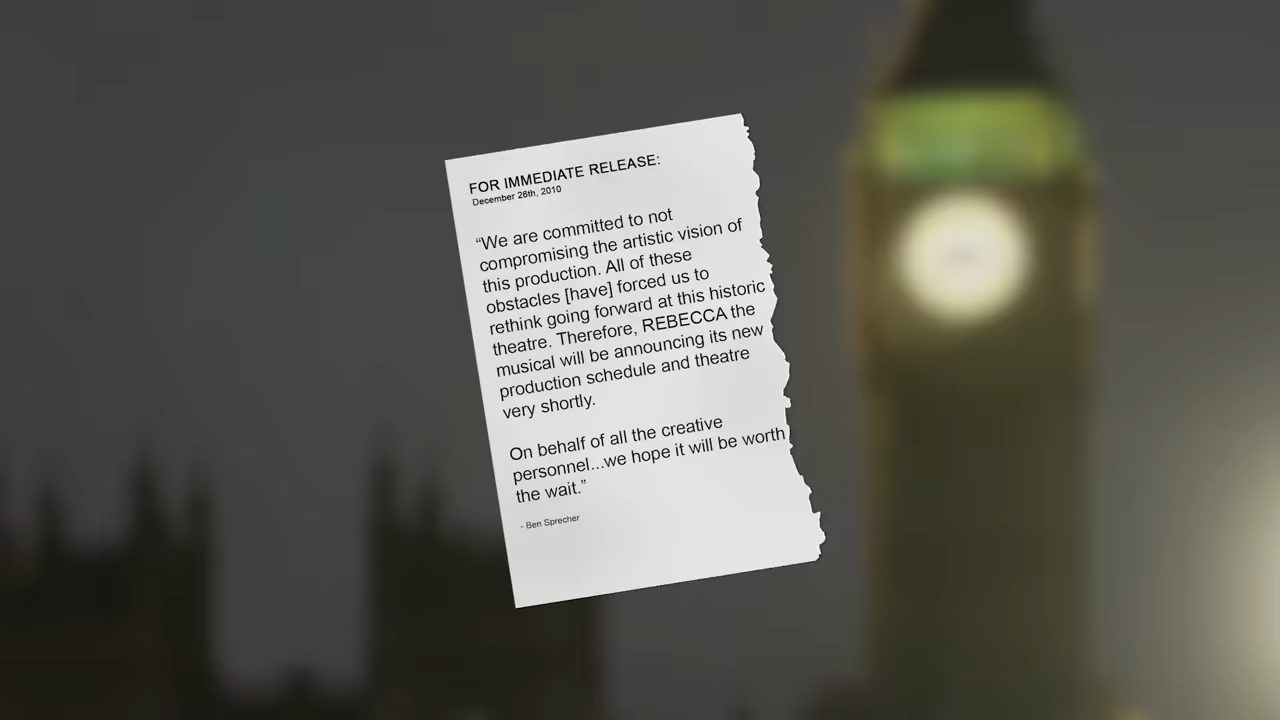 FOR IMMEDIATE RELEASE:
December 26th, 2010
“We are committed to not
compromising the artistic vision of
this production. All of these
obstacles [have] forced us to
rethink going forward at this historic
theatre. Therefore, REBECCA the
musical will be announcing its new
production schedule and theatre
very shortly.
On behalf of all the creative
personnel...we hope it will be worth
the wait.”
- Ben Sprecher